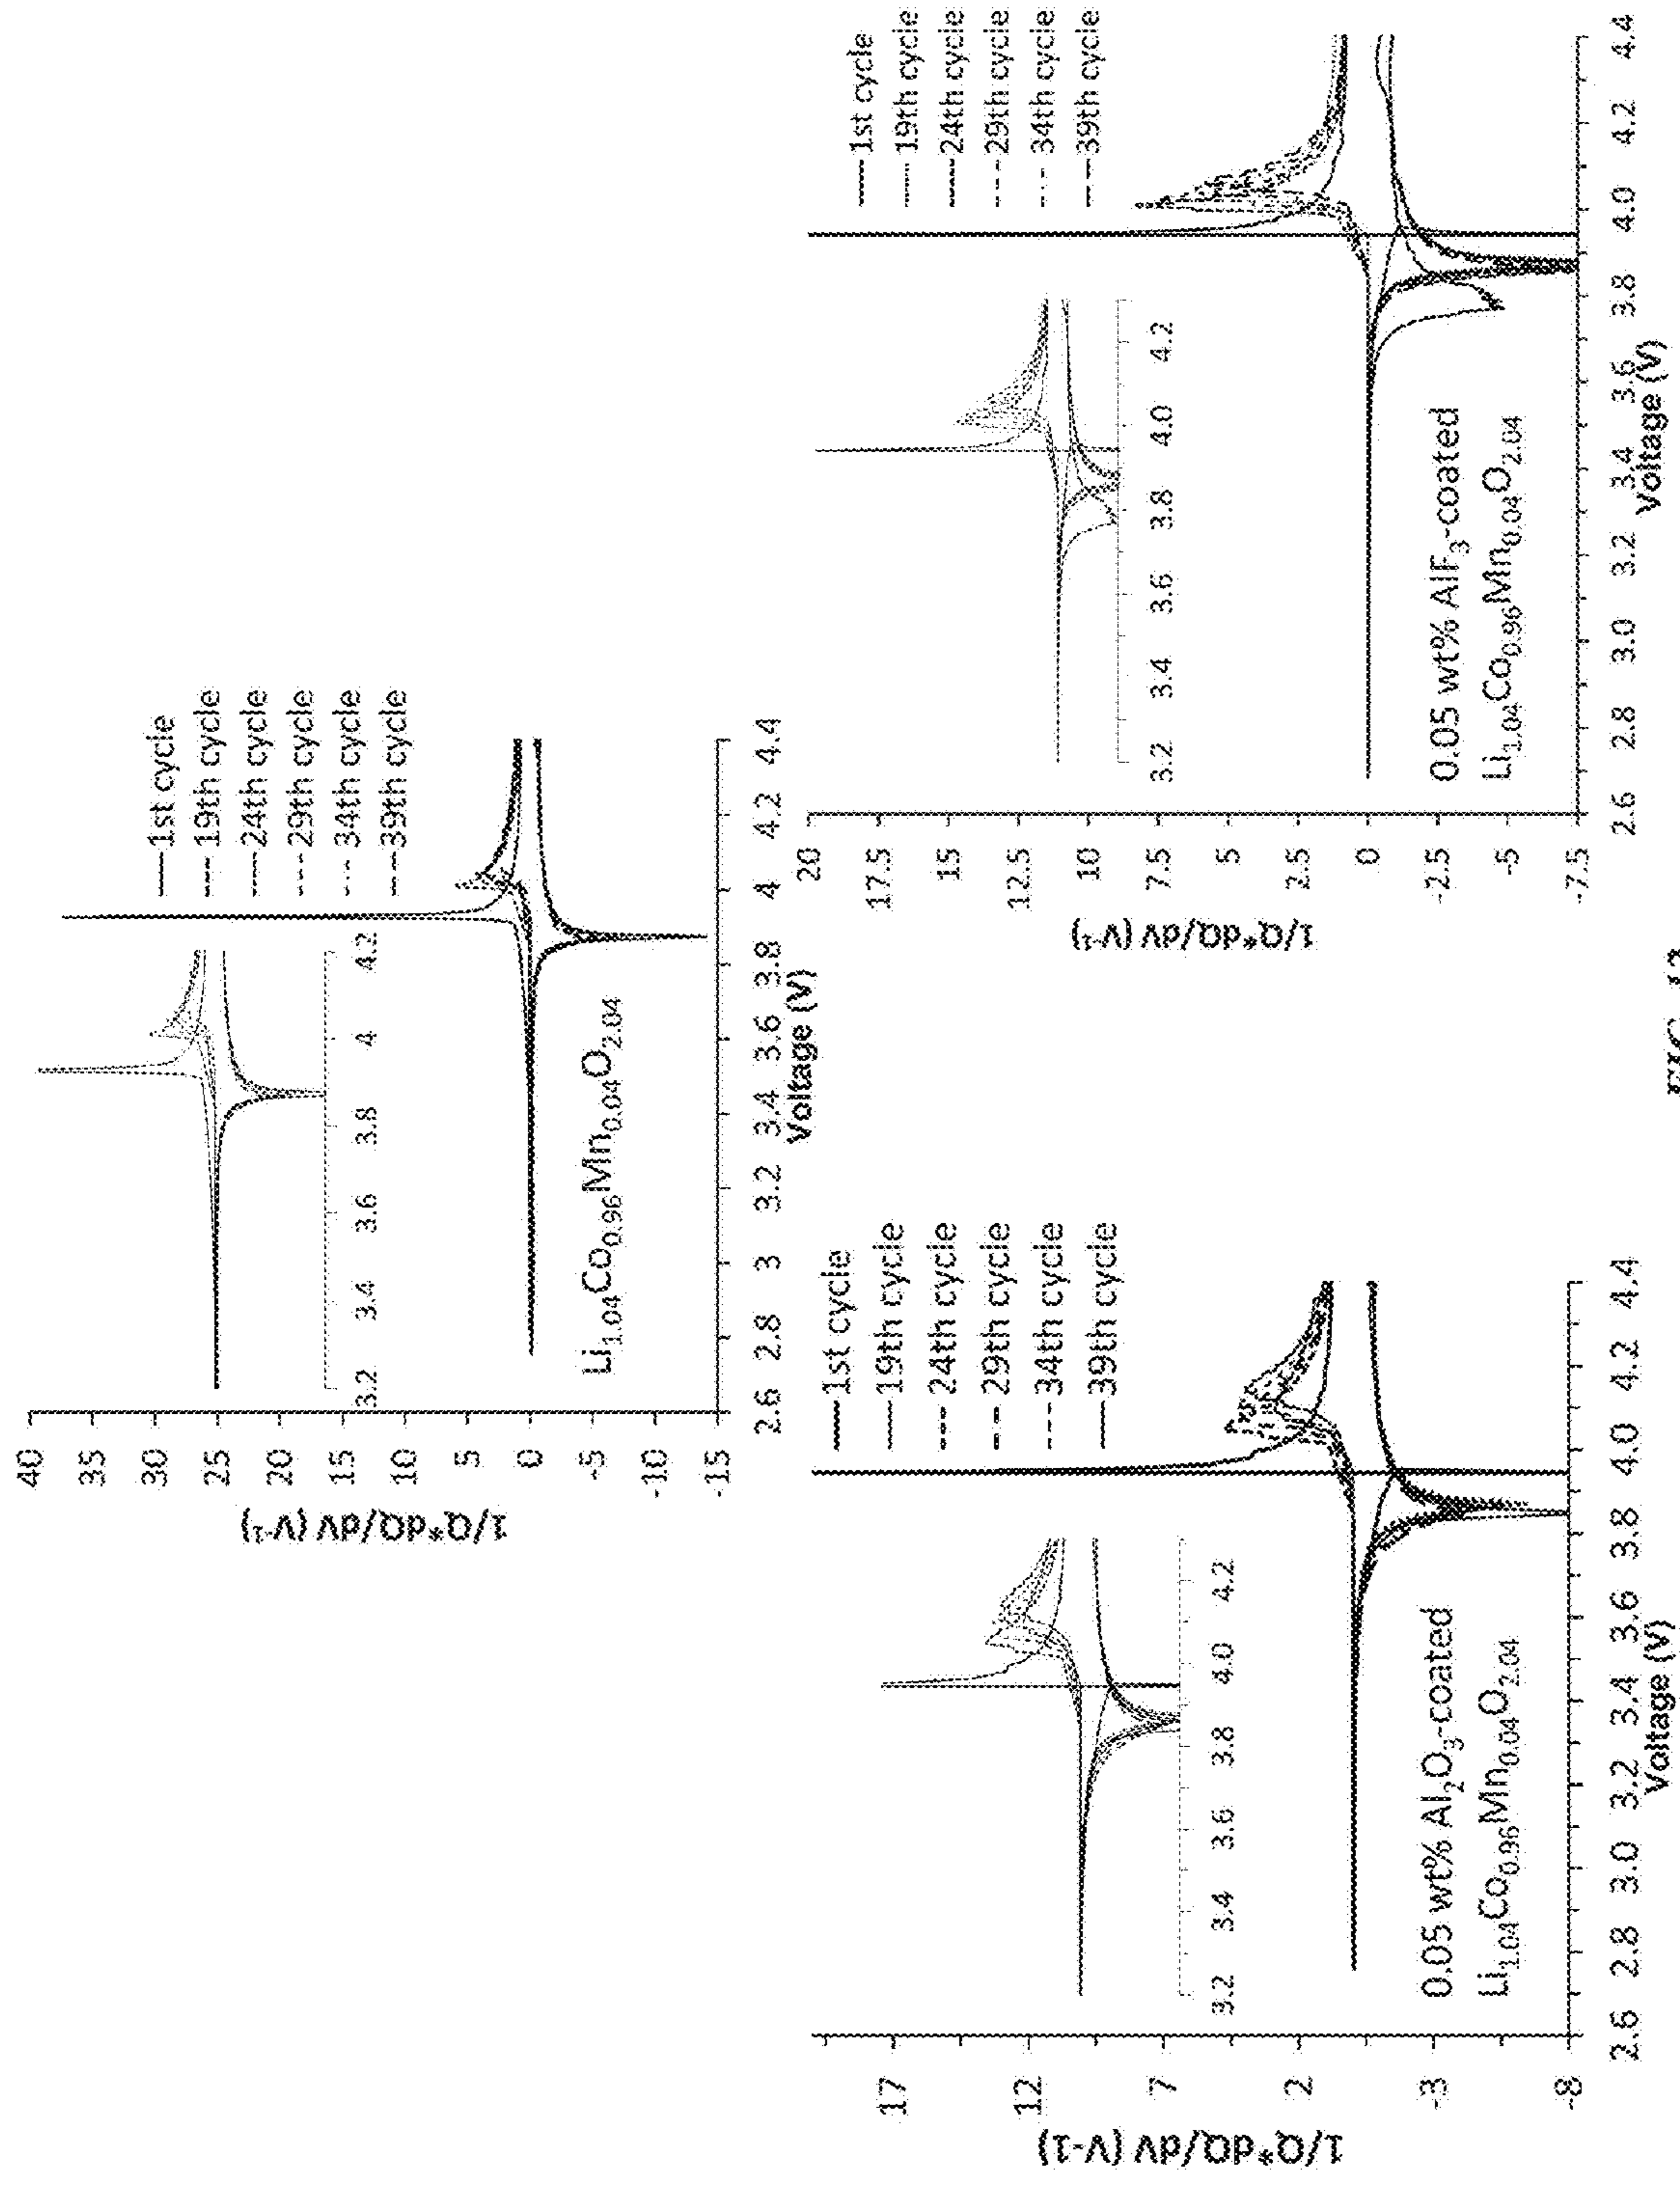 40
35
30
25
20
15
10
5
0
-5
-10
-15
1/Q*dQ/dV (V-1)
1st cycle
19th cycle
24th cycle
29th cycle
34th cycle
39th cycle
3.2 3.4 3.6 3.8 4 4.2
Li1.04Co0.96Mn0.04O2.04
2.6 2.8 3 3.2 3.4 3.6 3.8 4 4.2 4.4
Voltage (V)
17
12
7
2
-3
-8
1/Q*dQ/dV (V-1)
1st cycle
19th cycle
24th cycle
29th cycle
34th cycle
39th cycle
3.2 3.4 3.6 3.8 4.0 4.2
0.05 wt% Al2O3-coated
Li1.04Co0.96Mn0.04O2.04
2.6 2.8 3.0 3.2 3.4 3.6 3.8 4.0 4.2 4.4
Voltage (V)
20
17.5
15
12.5
10
7.5
5
2.5
0
-2.5
-5
-7.5
1/Q*dQ/dV (V-1)
1st cycle
19th cycle
24th cycle
29th cycle
34th cycle
39th cycle
3.2 3.4 3.6 3.8 4.0 4.2
0.05 wt% AlF3-coated
Li1.04Co0.96Mn0.04O2.04
2.6 2.8 3.0 3.2 3.4 3.6 3.8 4.0 4.2 4.4
Voltage (V)